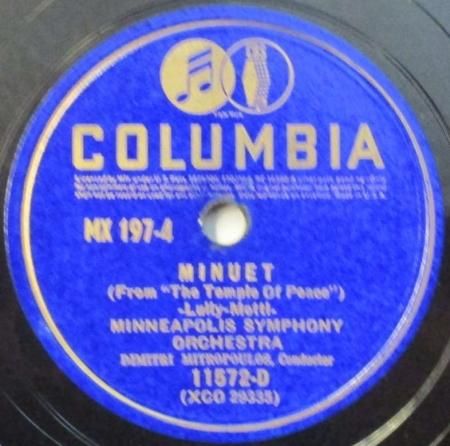 COLUMBIA
MX 197-4
MINUET
(From "The Temple Of Peace")
-Lully-Mottl-
MINNEAPOLIS SYMPHONY
ORCHESTRA
DIMITRI MITROPOULOS, Conductor
11572-D
(XCO 29335)